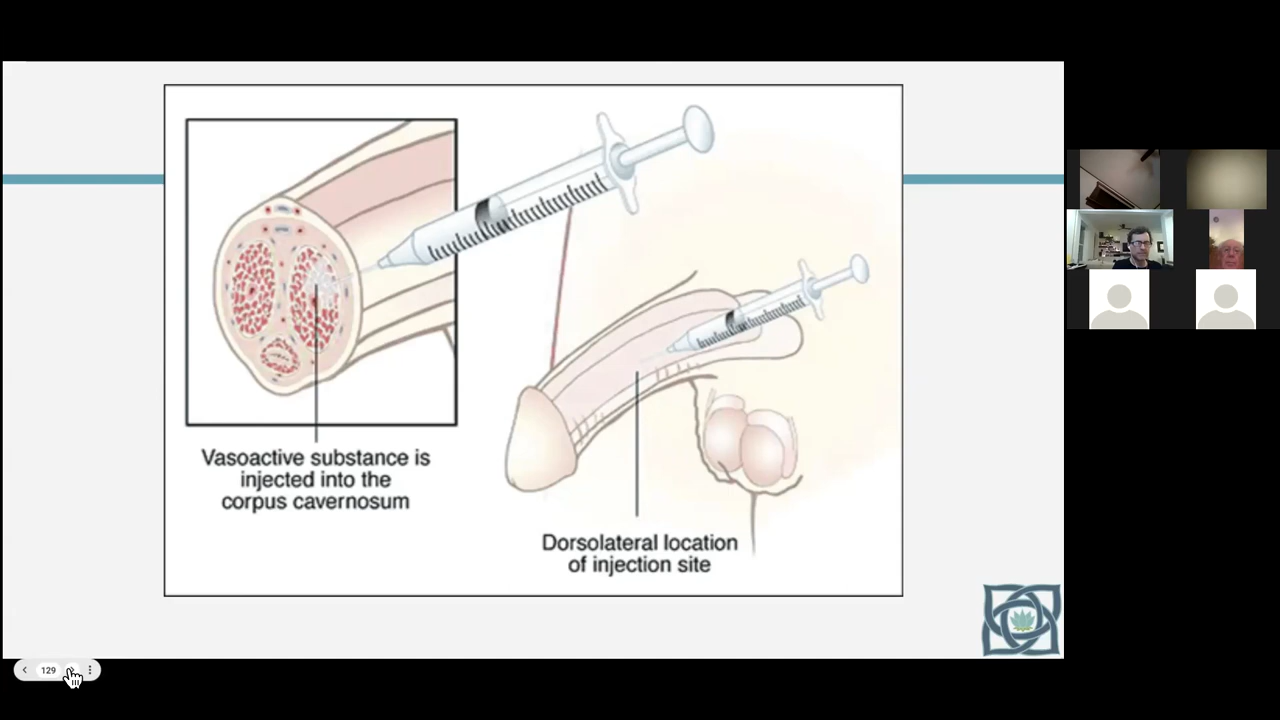 Vasoactive substance is
injected into the
corpus cavernosum
Dorsolateral location
of injection site
129